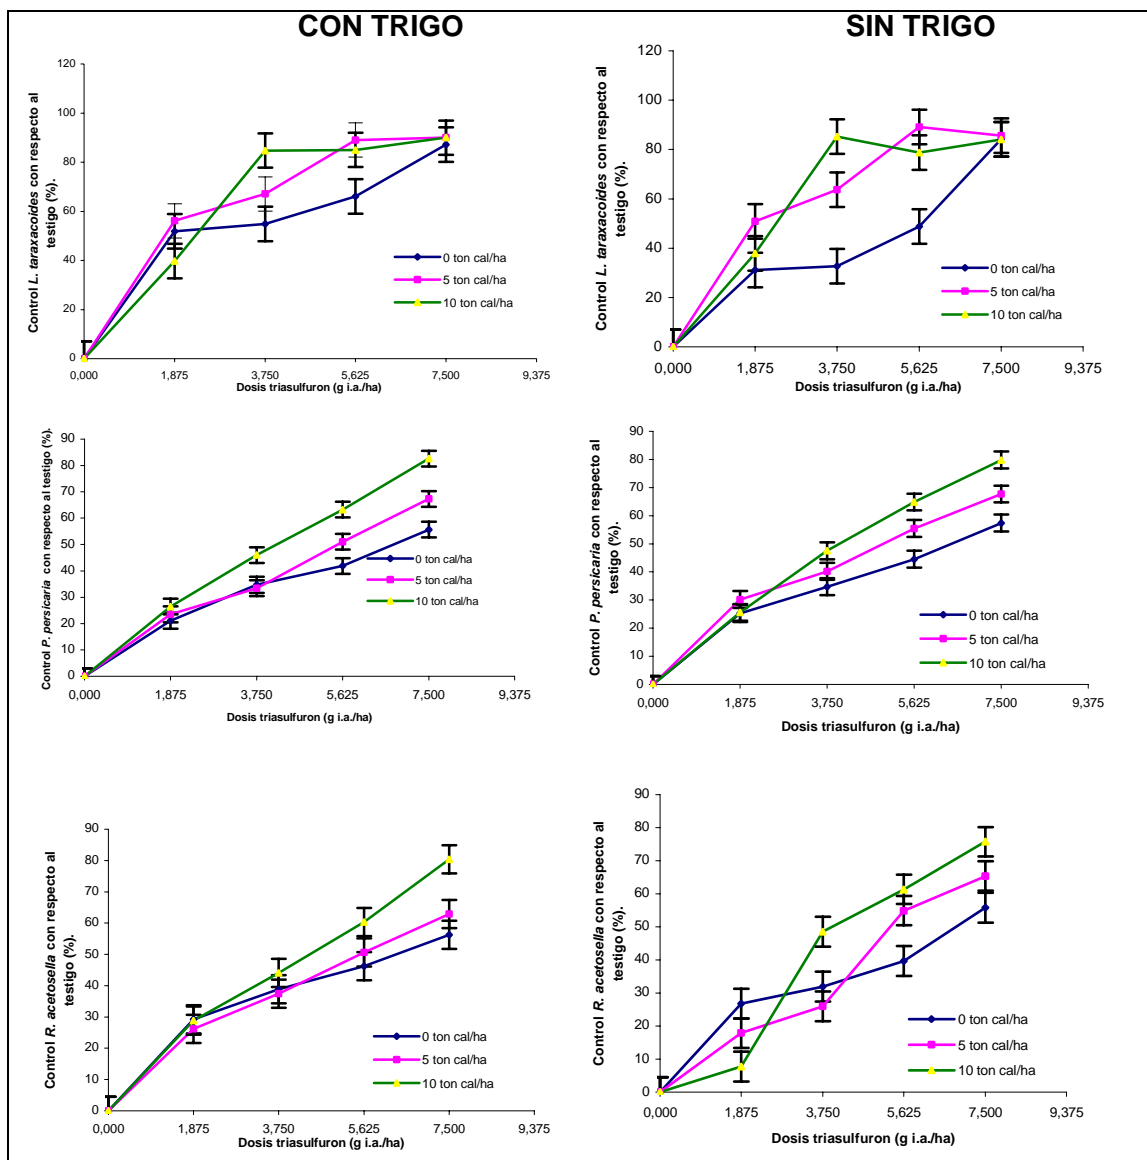 CON TRIGO
SIN TRIGO
Control L. taraxacoides con respecto al
testigo (%).
120
100
80
60
40
20
0
0 ton cal/ha
5 ton cal/ha
10 ton cal/ha
0,000 1,875 3,750 5,625 7,500 9,375
Dosis triasulfuron (g i.a./ha)
Control L. taraxacoides con respecto al
testigo (%).
120
100
80
60
40
20
0
0 ton cal/ha
5 ton cal/ha
10 ton cal/ha
0,000 1,875 3,750 5,625 7,500 9,375
Dosis triasulfuron (g i.a./ha)
Control P. persicaria con respecto al testigo (%).
90
80
70
60
50
40
30
20
10
0
0 ton cal/ha
5 ton cal/ha
10 ton cal/ha
0,000 1,875 3,750 5,625 7,500 9,375
Dosis triasulfuron (g i.a./ha)
Control P. persicaria con respecto al
testigo (%).
90
80
70
60
50
40
30
20
10
0
0 ton cal/ha
5 ton cal/ha
10 ton cal/ha
0,000 1,875 3,750 5,625 7,500 9,375
Dosis triasulfuron (g i.a./ha)
Control R. acetosella con respecto al
testigo (%).
90
80
70
60
50
40
30
20
10
0
0 ton cal/ha
5 ton cal/ha
10 ton cal/ha
0,000 1,875 3,750 5,625 7,500 9,375
Dosis triasulfuron (g i.a./ha)
Control R. acetosella con respecto al
testigo (%).
90
80
70
60
50
40
30
20
10
0
0 ton cal/ha
5 ton cal/ha
10 ton cal/ha
0,000 1,875 3,750 5,625 7,500 9,375
Dosis triasulfuron (g i.a./ha)